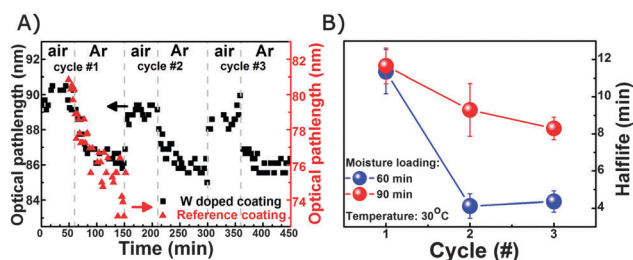 A)
air Ar air Ar air Ar
cycle #1 cycle #2 cycle #3
Optical pathlength (nm)
92
90
88
86
84
W doped coating
Reference coating
0 50 100 150 200 250 300 350 400 450
Time (min)
82
80
78
76
74
Optical pathlength (nm)
B)
Moisture loading:
60 min
90 min
Temperature: 30°C
1 2 3
Cycle (#)
12
10
8
6
4
Halflife (min)